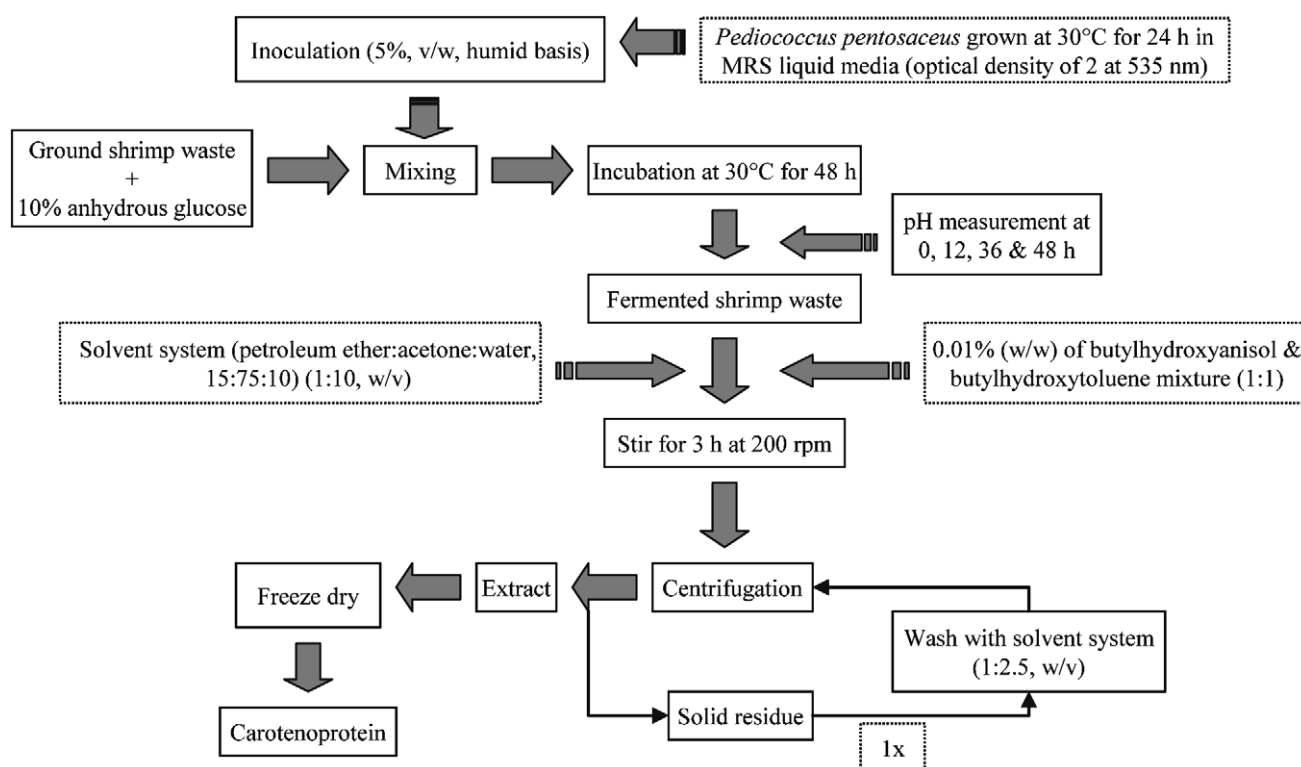 Inoculation (5%, v/w, humid basis)
Pediococcus pentosaceus grown at 30°C for 24 h in
MRS liquid media (optical density of 2 at 535 nm)
Ground shrimp waste
+
10% anhydrous glucose
Mixing
Incubation at 30°C for 48 h
pH measurement at
0, 12, 36 & 48 h
Fermented shrimp waste
Solvent system (petroleum ether:acetone:water,
15:75:10) (1:10, w/v)
0.01% (w/w) of butylhydroxyanisol &
butylhydroxytoluene mixture (1:1)
Stir for 3 h at 200 rpm
Freeze dry
Extract
Centrifugation
Wash with solvent system
(1:2.5, w/v)
Carotenoprotein
Solid residue
1x